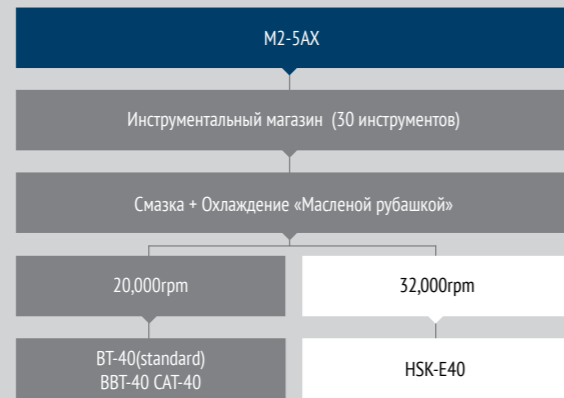 M2-5AX
Инструментальный магазин (30 инструментов)
Смазка + Охлаждение «Масленой рубашкой»
20,000rpm
32,000rpm
BT-40(standard)
BBT-40 CAT-40
HSK-E40